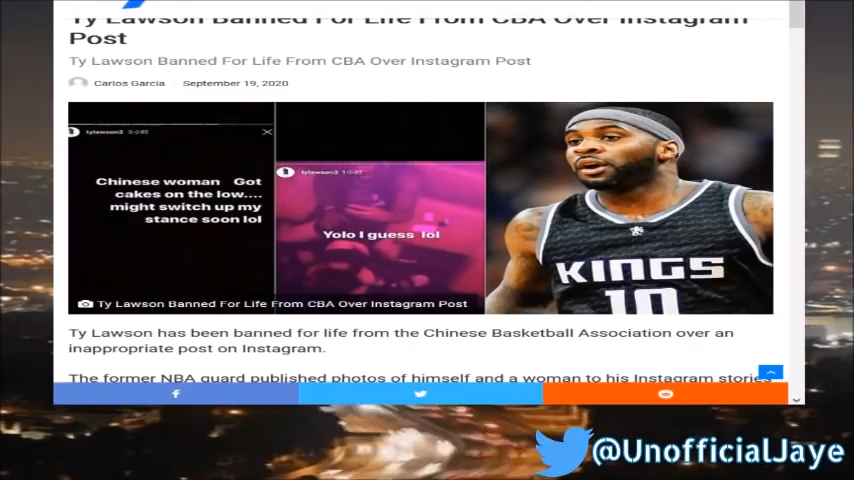 Ty Lawson Banned For Life From CBA Over Instagram
Post
Ty Lawson Banned For Life From CBA Over Instagram Post
Carlos Garcia September 19, 2020
tylawson3
Chinese woman Got
cakes on the low....
might switch up my
stance soon lol
tylawson3
Yolo I guess lol
KINGS
10
Ty Lawson Banned For Life From CBA Over Instagram Post
Ty Lawson has been banned for life from the Chinese Basketball Association over an
inappropriate post on Instagram.
The former NBA guard published photos of himself and a woman to his Instagram stories
@UnofficialJaye